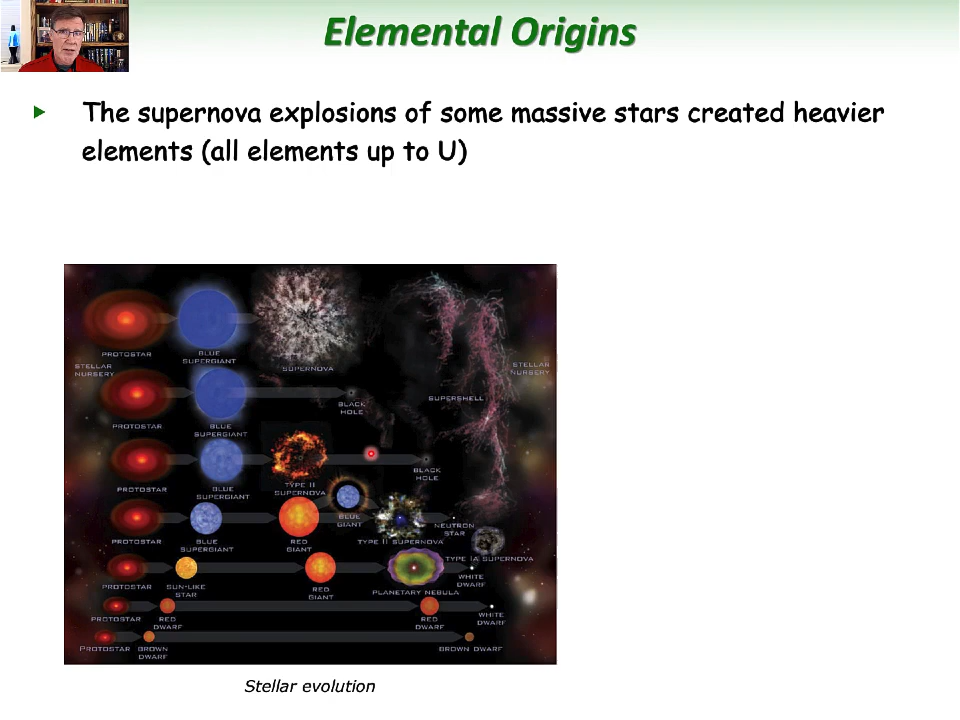 Elemental Origins
The supernova explosions of some massive stars created heavier
elements (all elements up to U)
PROTOSTAR
BLUE
SUPERGIANT
SUPERNOVA
STELLAR
NURSERY
STELLAR
NURSERY
PROTOSTAR
BLUE
SUPERGIANT
BLACK
HOLE
SUPERSHELL
PROTOSTAR
BLUE
SUPERGIANT
TYPE II
SUPERNOVA
BLACK
HOLE
PROTOSTAR
BLUE
SUPERGIANT
RED
GIANT
BLUE
GIANT
TYPE II SUPERNOVA
NEUTRON
STAR
TYPE IA SUPERNOVA
PROTOSTAR
SUN-LIKE
STAR
RED
GIANT
PLANETARY NEBULA
WHITE
DWARF
PROTOSTAR
RED
DWARF
RED
DWARF
WHITE
DWARF
PROTOSTAR
BROWN
DWARF
BROWN DWARF
Stellar evolution